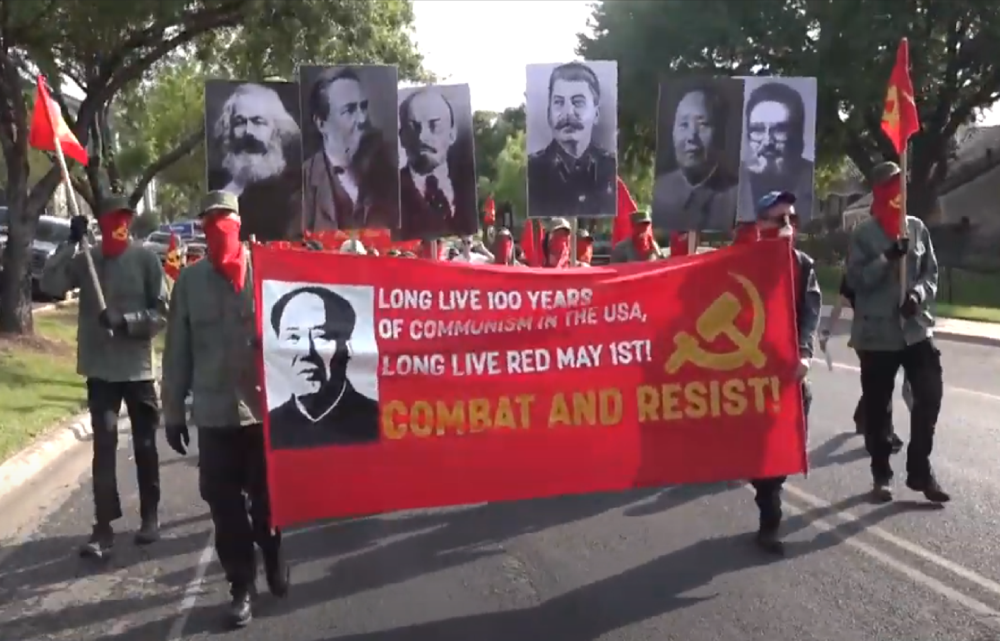 LONG LIVE 100 YEARS
OF COMMUNISM IN THE USA,
LONG LIVE RED MAY 1ST!
COMBAT AND RESIST!